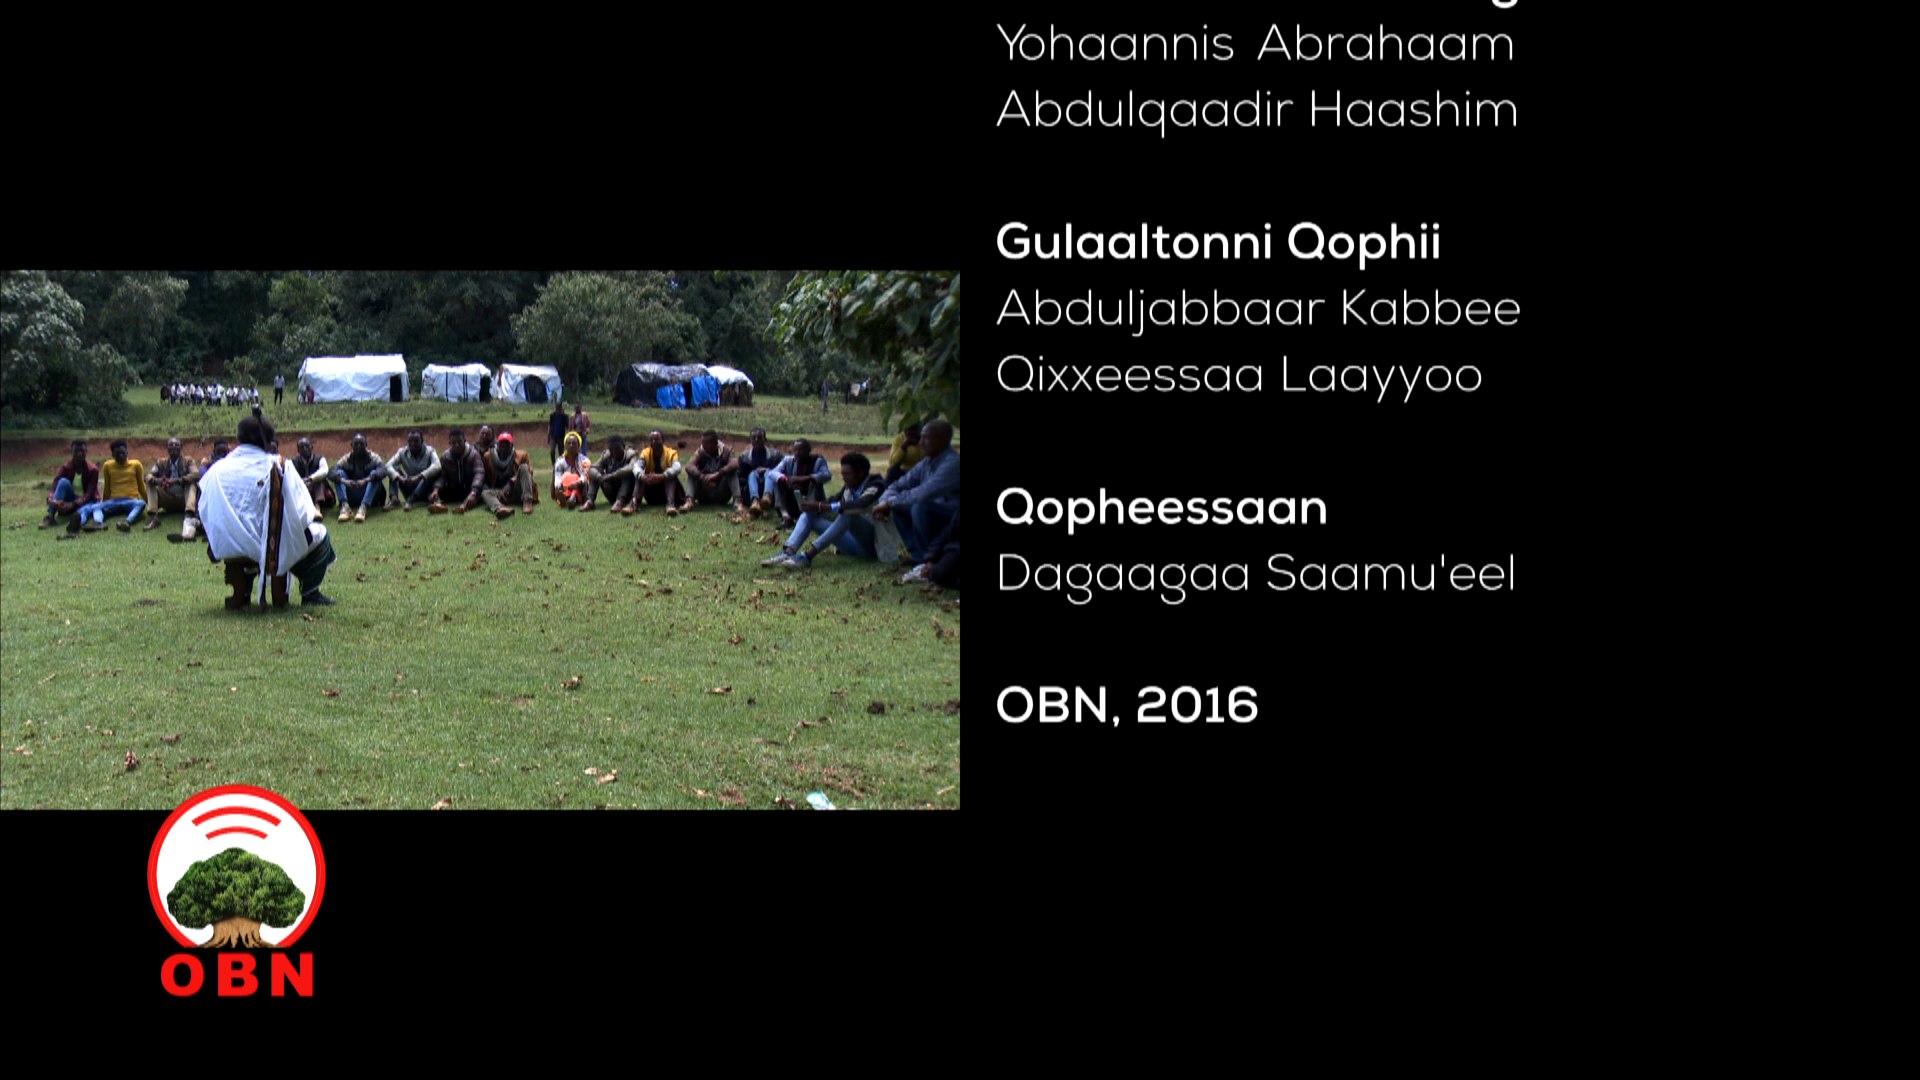 Yohaannis Abrahaam
Abdulqaadir Haashim
Gulaaltonni Qophii
Abduljabbaar Kabbee
Qixxeessaa Laayyoo
Qopheessaan
Dagaagaa Saamu'eel
OBN, 2016
OBN